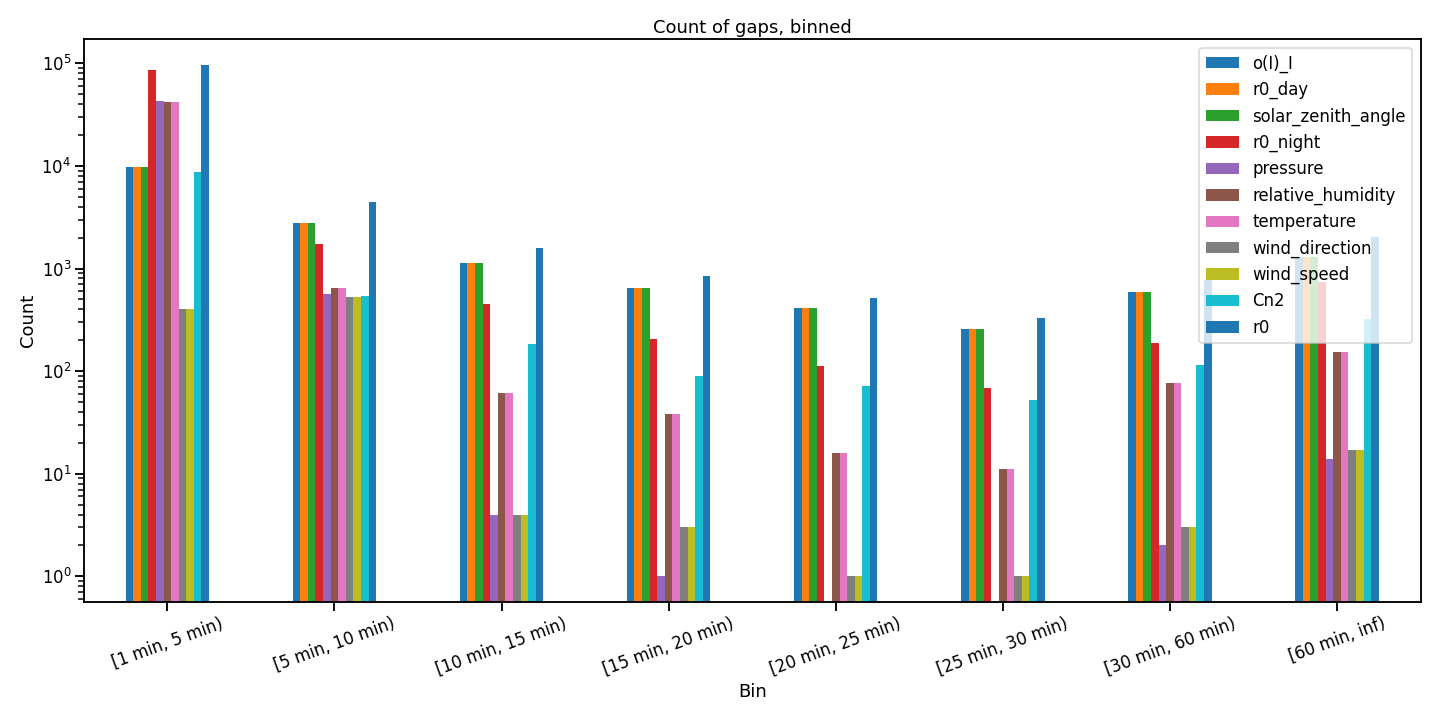 Count of gaps, binned
Count
10^5
10^4
10^3
10^2
10^1
10^0
o(I)_I
r0_day
solar_zenith_angle
r0_night
pressure
relative_humidity
temperature
wind_direction
wind_speed
Cn2
r0
[1 min, 5 min)
[5 min, 10 min)
[10 min, 15 min)
[15 min, 20 min)
[20 min, 25 min)
[25 min, 30 min)
[30 min, 60 min)
[60 min, inf)
Bin